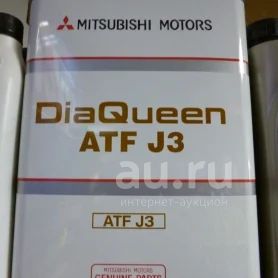 MITSUBISHI MOTORS
DiaQueen
ATF J3
au.ru
интернет-аукцион
ATF J3
MITSUBISHI MOTORS
GENUINE PARTS